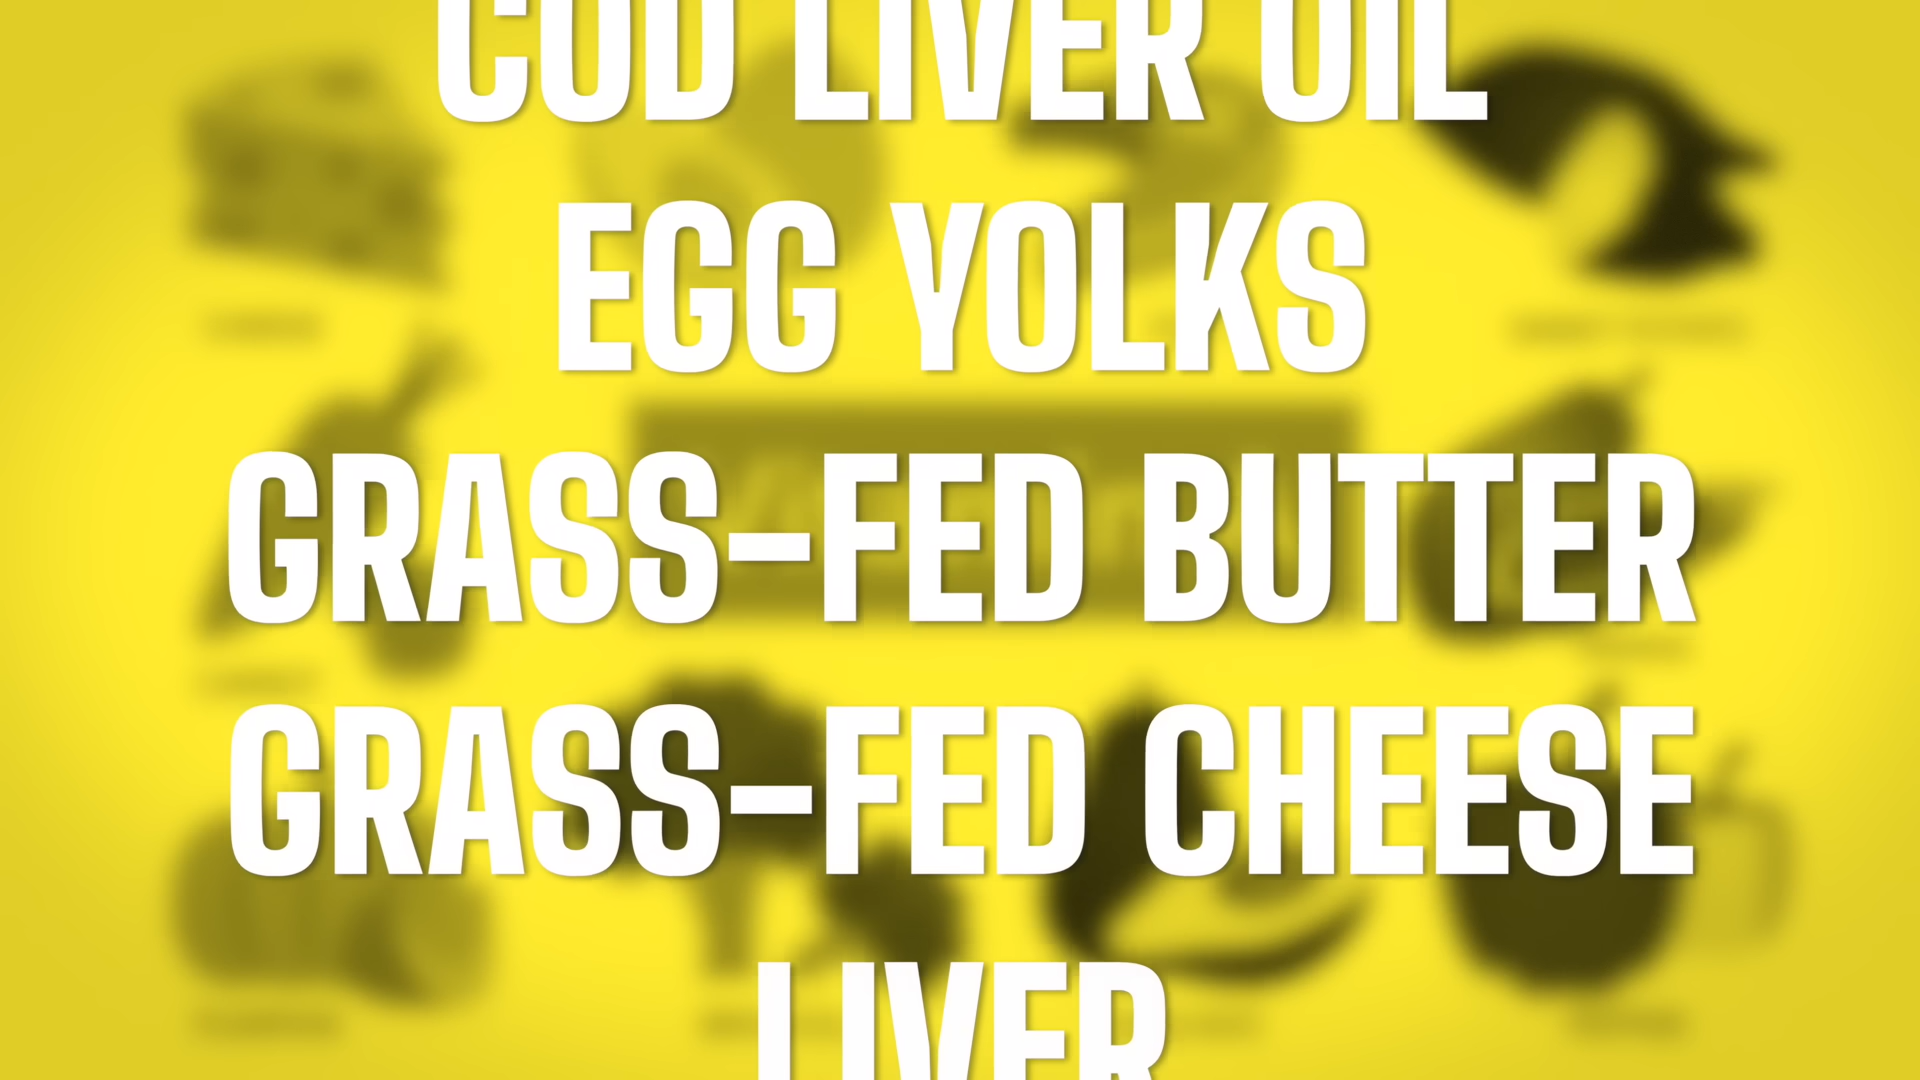 COD LIVER OIL
EGG YOLKS
GRASS-FED BUTTER
GRASS-FED CHEESE
LIVER